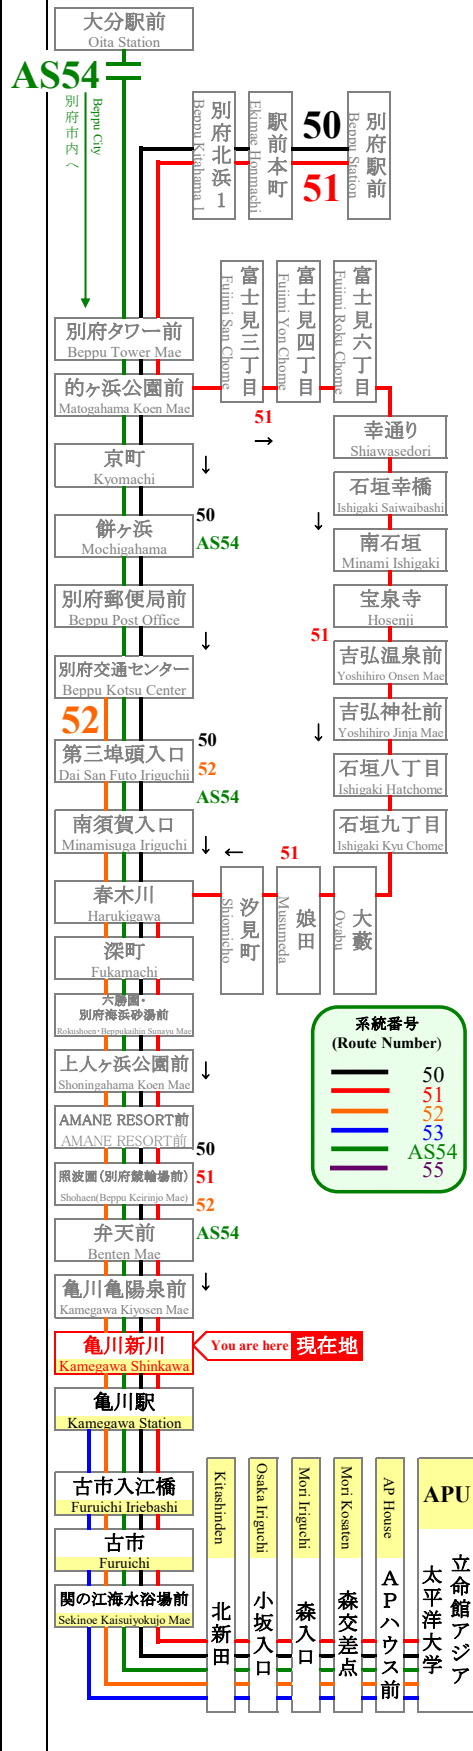 大分駅前
Oita Station
AS54
Beppu City
別府市内へ
別府北浜1
Beppu Kitahama 1
駅前本町
Ekimae Honmachi
50
51
別府駅前
Beppu Station
別府タワー前
Beppu Tower Mae
富士見三丁目
Fujimi San Chome
富士見四丁目
Fujimi Yon Chome
富士見六丁目
Fujimi Roku Chome
的ヶ浜公園前
Matogahama Koen Mae
51
→
幸通り
Shiawasedori
京町
Kyomachi
↓
石垣幸橋
Ishigaki Saiwaibashi
餅ヶ浜
Mochigahama
50
AS54
↓
南石垣
Minami Ishigaki
別府郵便局前
Beppu Post Office
↓
宝泉寺
Hosenji
51
別府交通センター
Beppu Kotsu Center
吉弘温泉前
Yoshihiro Onsen Mae
52
吉弘神社前
Yoshihiro Jinja Mae
第三埠頭入口
Dai San Futo Iriguchii
50
52
AS54
↓
石垣八丁目
Ishigaki Hatchome
南須賀入口
Minamisuga Iriguchi
↓
←
51
石垣九丁目
Ishigaki Kyu Chome
春木川
Harukigawa
汐見町
Shiomicho
娘田
Musumeda
大藪
Oyabu
深町
Fukamachi
六勝園・
別府海浜砂湯前
Rokushoen・Beppukaihin Sunayu Mae
上人ヶ浜公園前
Shoningahama Koen Mae
↓
系統番号
(Route Number)
50
51
52
53
AS54
55
AMANE RESORT前
AMANE RESORT前
50
51
52
AS54
照波園(別府競輪場前)
Shohaen(Beppu Keirinjo Mae)
弁天前
Benten Mae
亀川亀陽泉前
Kamegawa Kiyosen Mae
↓
亀川新川
Kamegawa Shinkawa
You are here 現在地
亀川駅
Kamegawa Station
古市入江橋
Furuichi Iriebashi
古市
Furuichi
関の江海水浴場前
Sekinoe Kaisuiyokujo Mae
Kitashinden
北新田
Osaka Iriguchi
小坂入口
Mori Iriguchi
森入口
Mori Kosaten
森交差点
AP House
APハウス前
APU
立命館アジア
太平洋大学